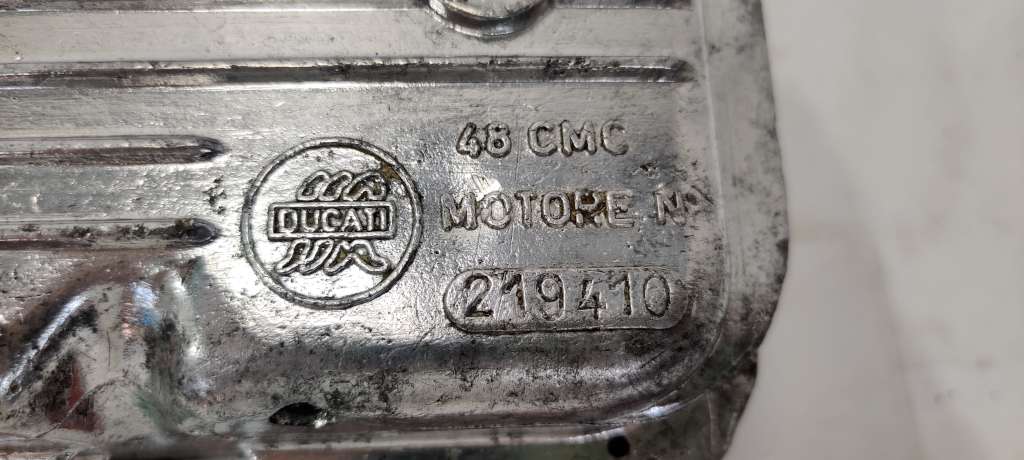 48 CMC
DUCATI
MOTORE N°
219410